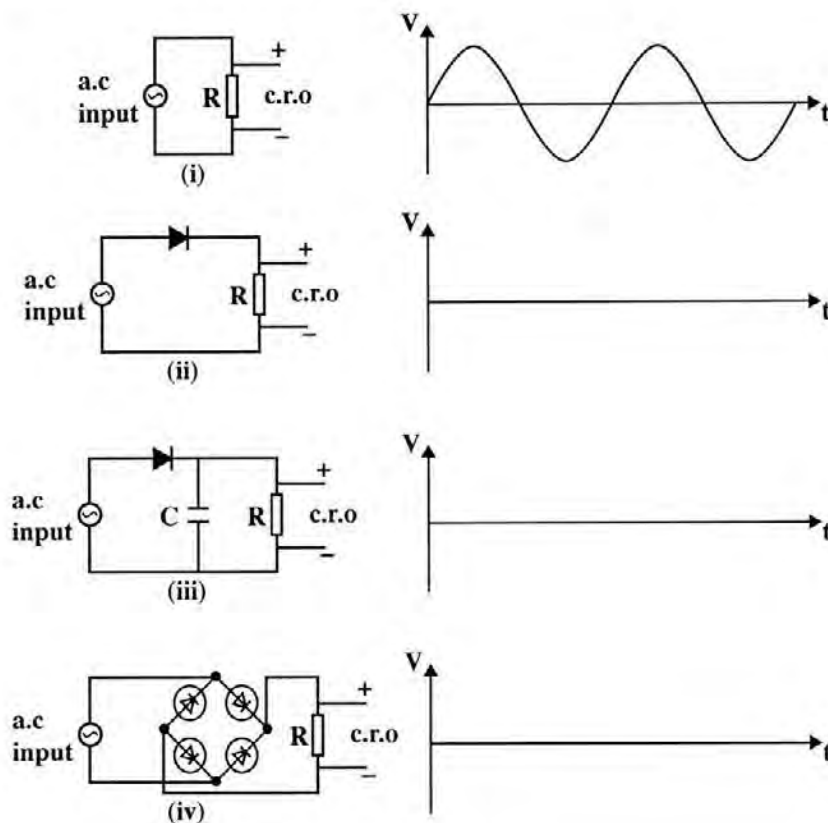 V
+
a.c
input
R
c.r.o
t
−
(i)
V
+
a.c
input
R
c.r.o
t
−
(ii)
V
+
a.c
input
C
R
c.r.o
t
−
(iii)
V
+
a.c
input
R
c.r.o
t
−
(iv)